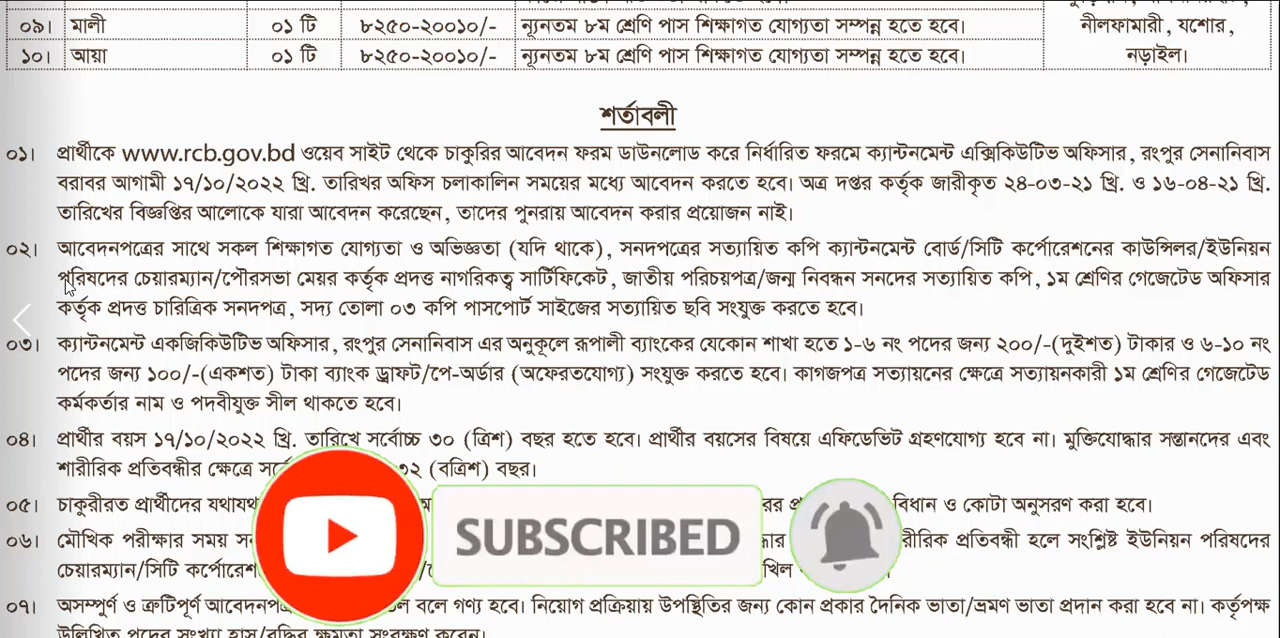 ০৯। মালী ০১ টি ৮২৫০-২০০১০/- ন্যূনতম ৮ম শ্রেণি পাস শিক্ষাগত যোগ্যতা সম্পন্ন হতে হবে। নীলফামারী, যশোর,
১০। আয়া ০১ টি ৮২৫০-২০০১০/- ন্যূনতম ৮ম শ্রেণি পাস শিক্ষাগত যোগ্যতা সম্পন্ন হতে হবে। নড়াইল।
শর্তাবলী
০১। প্রার্থীকে www.rcb.gov.bd ওয়েব সাইট থেকে চাকুরির আবেদন ফরম ডাউনলোড করে নির্ধারিত ফরমে ক্যান্টনমেন্ট এক্সিকিউটিভ অফিসার, রংপুর সেনানিবাস
বরাবর আগামী ১৭/১০/২০২২ খ্রি. তারিখর অফিস চলাকালিন সময়ের মধ্যে আবেদন করতে হবে। অত্র দপ্তর কর্তৃক জারীকৃত ২৪-০৩-২১ খ্রি. ও ১৬-০৪-২১ খ্রি.
তারিখের বিজ্ঞপ্তির আলোকে যারা আবেদন করেছেন, তাদের পুনরায় আবেদন করার প্রয়োজন নাই।
০২। আবেদনপত্রের সাথে সকল শিক্ষাগত যোগ্যতা ও অভিজ্ঞতা (যদি থাকে), সনদপত্রের সত্যায়িত কপি ক্যান্টনমেন্ট বোর্ড/সিটি কর্পোরেশনের কাউন্সিলর/ইউনিয়ন
পরিষদের চেয়ারম্যান/পৌরসভা মেয়র কর্তৃক প্রদত্ত নাগরিকত্ব সার্টিফিকেট, জাতীয় পরিচয়পত্র/জন্ম নিবন্ধন সনদের সত্যায়িত কপি, ১ম শ্রেণির গেজেটেড অফিসার
কর্তৃক প্রদত্ত চারিত্রিক সনদপত্র, সদ্য তোলা ০৩ কপি পাসপোর্ট সাইজের সত্যায়িত ছবি সংযুক্ত করতে হবে।
০৩। ক্যান্টনমেন্ট একজিকিউটিভ অফিসার, রংপুর সেনানিবাস এর অনুকূলে রূপালী ব্যাংকের যেকোন শাখা হতে ১-৬ নং পদের জন্য ২০০/-(দুইশত) টাকার ও ৬-১০ নং
পদের জন্য ১০০/-(একশত) টাকা ব্যাংক ড্রাফট/পে-অর্ডার (অফেরতযোগ্য) সংযুক্ত করতে হবে। কাগজপত্র সত্যায়নের ক্ষেত্রে সত্যায়নকারী ১ম শ্রেণির গেজেটেড
কর্মকর্তার নাম ও পদবীযুক্ত সীল থাকতে হবে।
০৪। প্রার্থীর বয়স ১৭/১০/২০২২ খ্রি. তারিখে সর্বোচ্চ ৩০ (ত্রিশ) বছর হতে হবে। প্রার্থীর বয়সের বিষয়ে এফিডেভিট গ্রহণযোগ্য হবে না। মুক্তিযোদ্ধার সন্তানদের এবং
শারীরিক প্রতিবন্ধীর ক্ষেত্রে ৩২ (বত্রিশ) বছর।
০৫। চাকুরীরত প্রার্থীদের বিধান ও কোটা অনুসরণ করা হবে।
SUBSCRIBED
০৬। মৌখিক পরীক্ষার সময় প্রতিবন্ধী হলে সংশ্লিষ্ট ইউনিয়ন পরিষদের
চেয়ারম্যান/সিটি
০৭। অসম্পূর্ণ ও ত্রুটিপূর্ণ বলে গণ্য হবে। নিয়োগ প্রক্রিয়ায় উপস্থিতির জন্য কোন প্রকার দৈনিক ভাতা/ভ্রমণ ভাতা প্রদান করা হবে না। কর্তৃপক্ষ
উল্লিখিত পদের সংখ্যা হ্রাস/বৃদ্ধির ক্ষমতা সংরক্ষণ করেন।